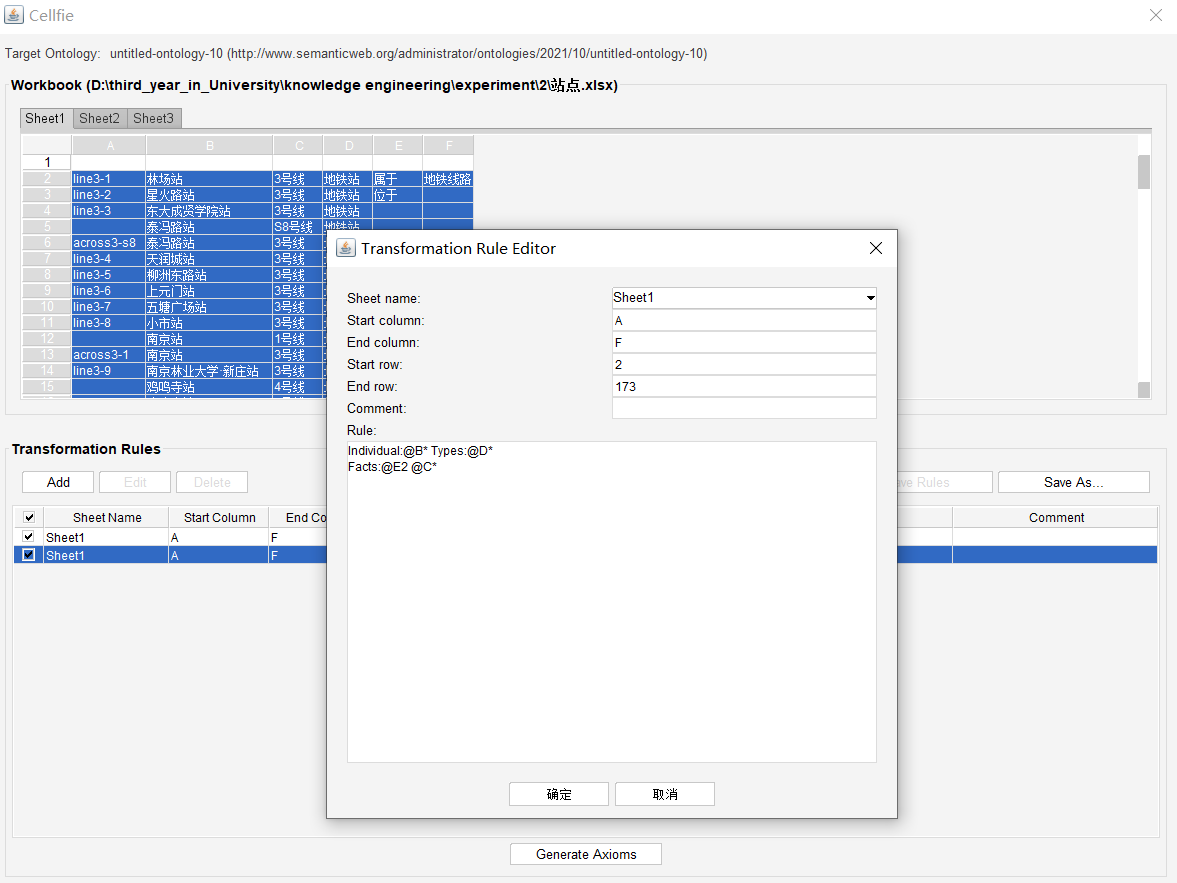 Cellfie
Target Ontology: untitled-ontology-10 (http://www.semanticweb.org/administrator/ontologies/2021/10/untitled-ontology-10)
Workbook (D:\third_year_in_University\knowledge engineering\experiment\2\站点.xlsx)
Sheet1 Sheet2 Sheet3
A B C D E F
1
2 line3-1 林场站 3号线 地铁站 属于 地铁线路
3 line3-2 星火路站 3号线 地铁站 位于
4 line3-3 东大成贤学院站 3号线 地铁站
5 泰冯路站 S8号线 地铁站
6 across3-s8 泰冯路站 3号线
7 line3-4 天润城站 3号线
8 line3-5 柳洲东路站 3号线
9 line3-6 上元门站 3号线
10 line3-7 五塘广场站 3号线
11 line3-8 小市站 3号线
12 南京站 1号线
13 across3-1 南京站 3号线
14 line3-9 南京林业大学·新庄站 3号线
15 鸡鸣寺站 4号线
Transformation Rule Editor
Sheet name: Sheet1
Start column: A
End column: F
Start row: 2
End row: 173
Comment:
Rule:
Individual:@B* Types:@D*
Facts:@E2 @C*
确定 取消
Transformation Rules
Add Edit Delete ave Rules Save As...
Sheet Name Start Column End Co Comment
Sheet1 A F
Sheet1 A F
Generate Axioms